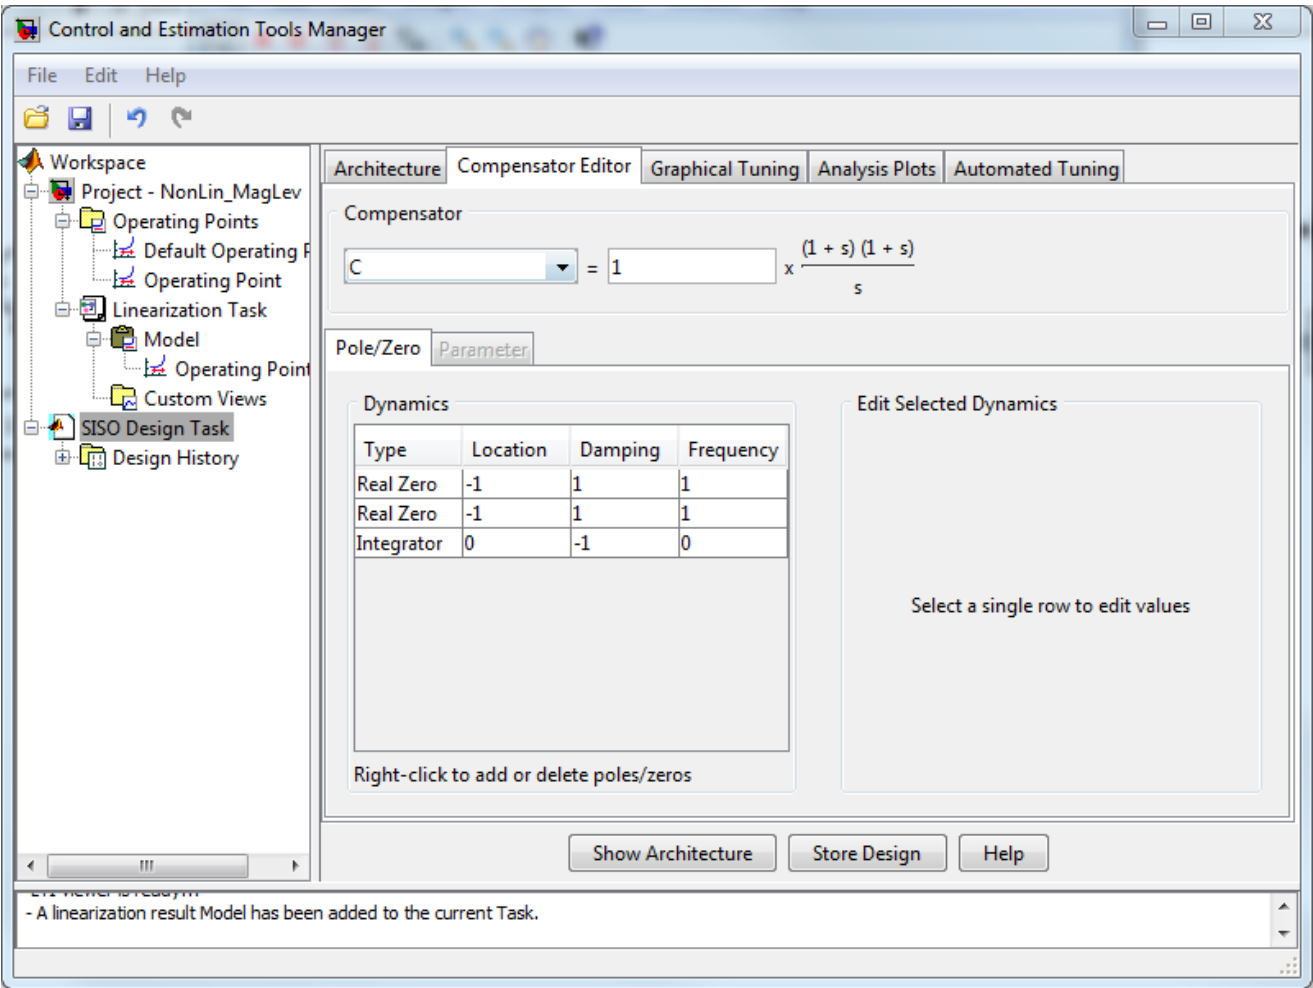 Control and Estimation Tools Manager
File Edit Help
Workspace
Project - NonLin_MagLev
Operating Points
Default Operating
Operating Point
Linearization Task
Model
Operating Point
Custom Views
SISO Design Task
Design History
Architecture Compensator Editor Graphical Tuning Analysis Plots Automated Tuning
Compensator
C = 1 x (1 + s) (1 + s)
s
Pole/Zero Parameter
Dynamics
Type Location Damping Frequency
Real Zero -1 1 1
Real Zero -1 1 1
Integrator 0 -1 0
Right-click to add or delete poles/zeros
Edit Selected Dynamics
Select a single row to edit values
Show Architecture Store Design Help
- A linearization result Model has been added to the current Task.